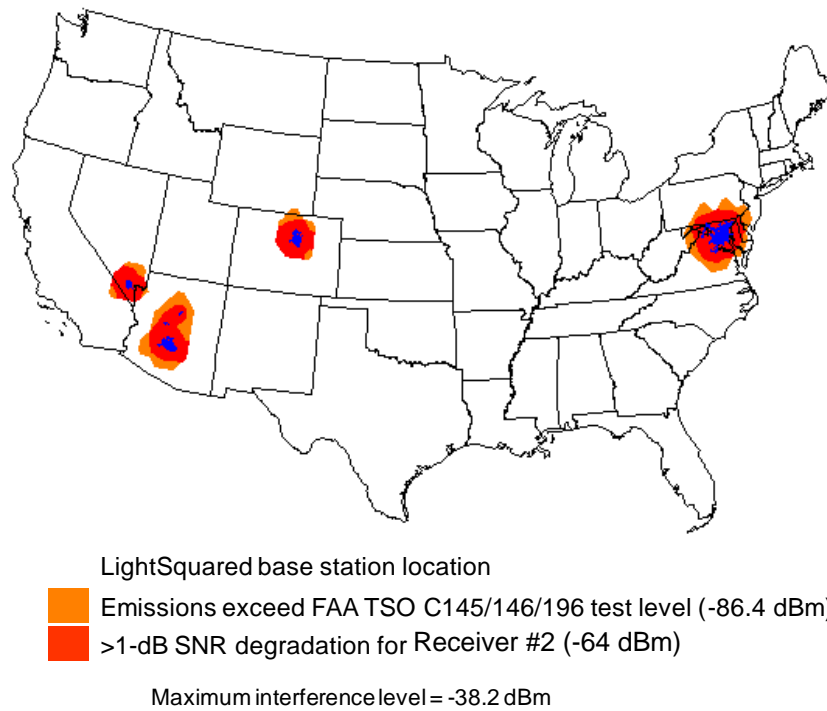 LightSquared base station location
Emissions exceed FAA TSO C145/146/196 test level (-86.4 dBm)
>1-dB SNR degradation for Receiver #2 (-64 dBm)
Maximum interference level = -38.2 dBm